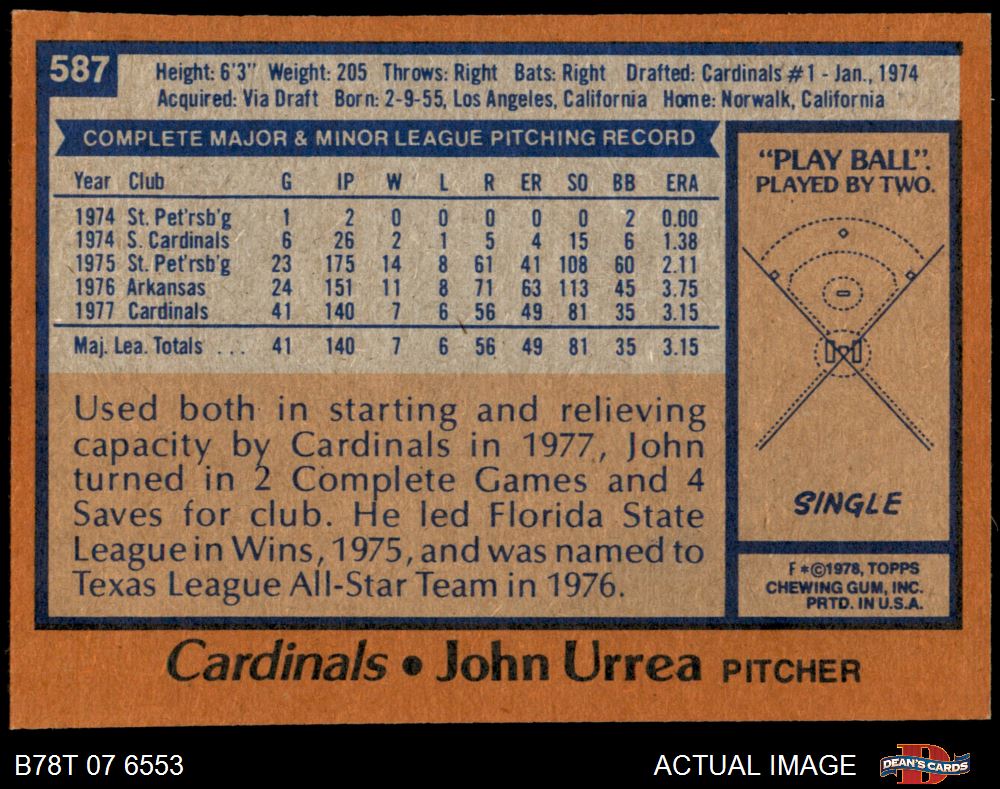 587
Height: 6'3" Weight: 205 Throws: Right Bats: Right Drafted: Cardinals #1 - Jan., 1974
Acquired: Via Draft Born: 2-9-55, Los Angeles, California Home: Norwalk, California
COMPLETE MAJOR & MINOR LEAGUE PITCHING RECORD
Year Club G IP W L R ER SO BB ERA
1974 St. Pet'rsb'g 1 2 0 0 0 0 0 2 0.00
1974 S. Cardinals 6 26 2 1 5 4 15 6 1.38
1975 St. Pet'rsb'g 23 175 14 8 61 41 108 60 2.11
1976 Arkansas 24 151 11 8 71 63 113 45 3.75
1977 Cardinals 41 140 7 6 56 49 81 35 3.15
Maj. Lea. Totals ... 41 140 7 6 56 49 81 35 3.15
Used both in starting and relieving
capacity by Cardinals in 1977, John
turned in 2 Complete Games and 4
Saves for club. He led Florida State
League in Wins, 1975, and was named to
Texas League All-Star Team in 1976.
"PLAY BALL".
PLAYED BY TWO.
SINGLE
F *©1978, TOPPS
CHEWING GUM, INC.
PRTD. IN U.S.A.
Cardinals • John Urrea PITCHER
B78T 07 6553
ACTUAL IMAGE
D
DEAN'S CARDS